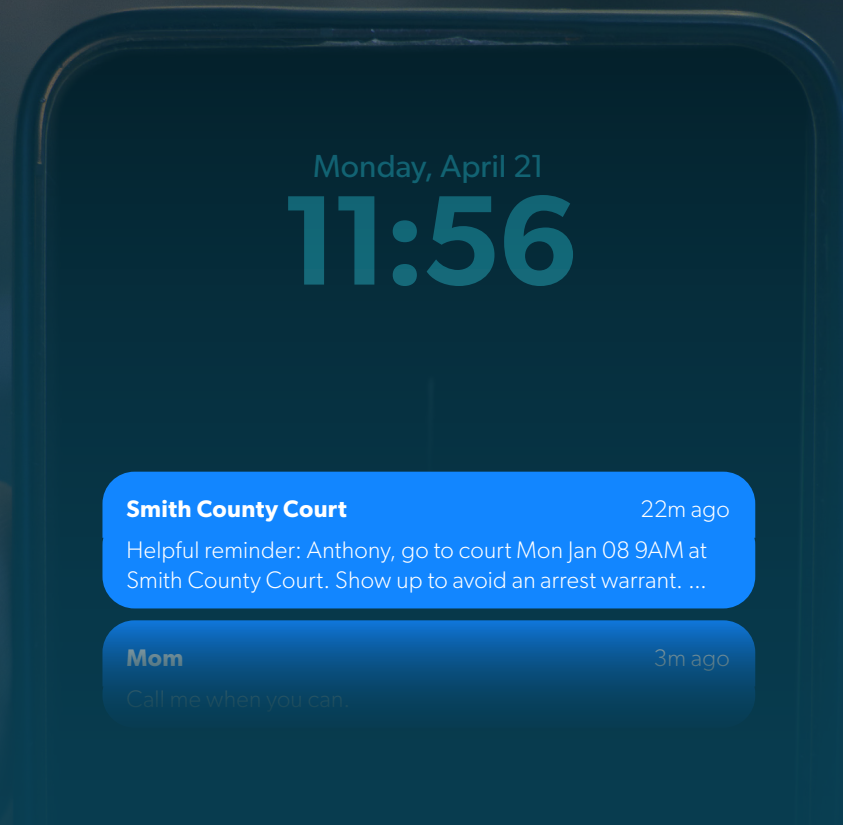 Monday, April 21
11:56
Smith County Court 22m ago
Helpful reminder: Anthony, go to court Mon Jan 08 9AM at
Smith County Court. Show up to avoid an arrest warrant. ...
Mom 3m ago
Call me when you can.